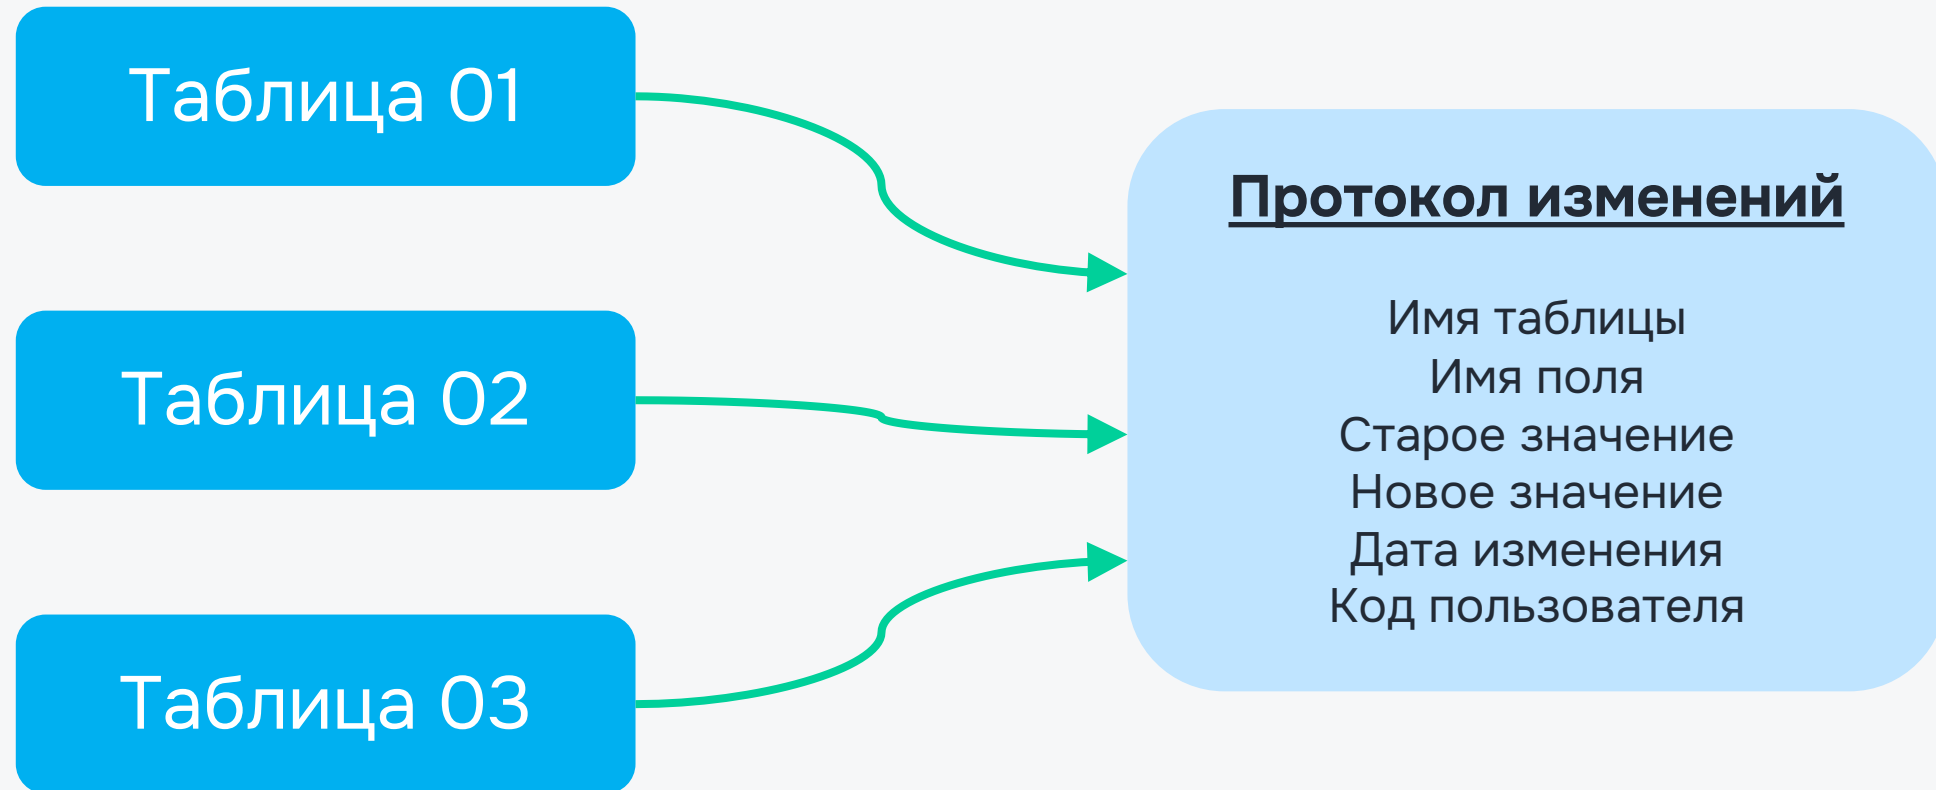 Таблица 01
Таблица 02
Таблица 03
Протокол изменений
Имя таблицы
Имя поля
Старое значение
Новое значение
Дата изменения
Код пользователя